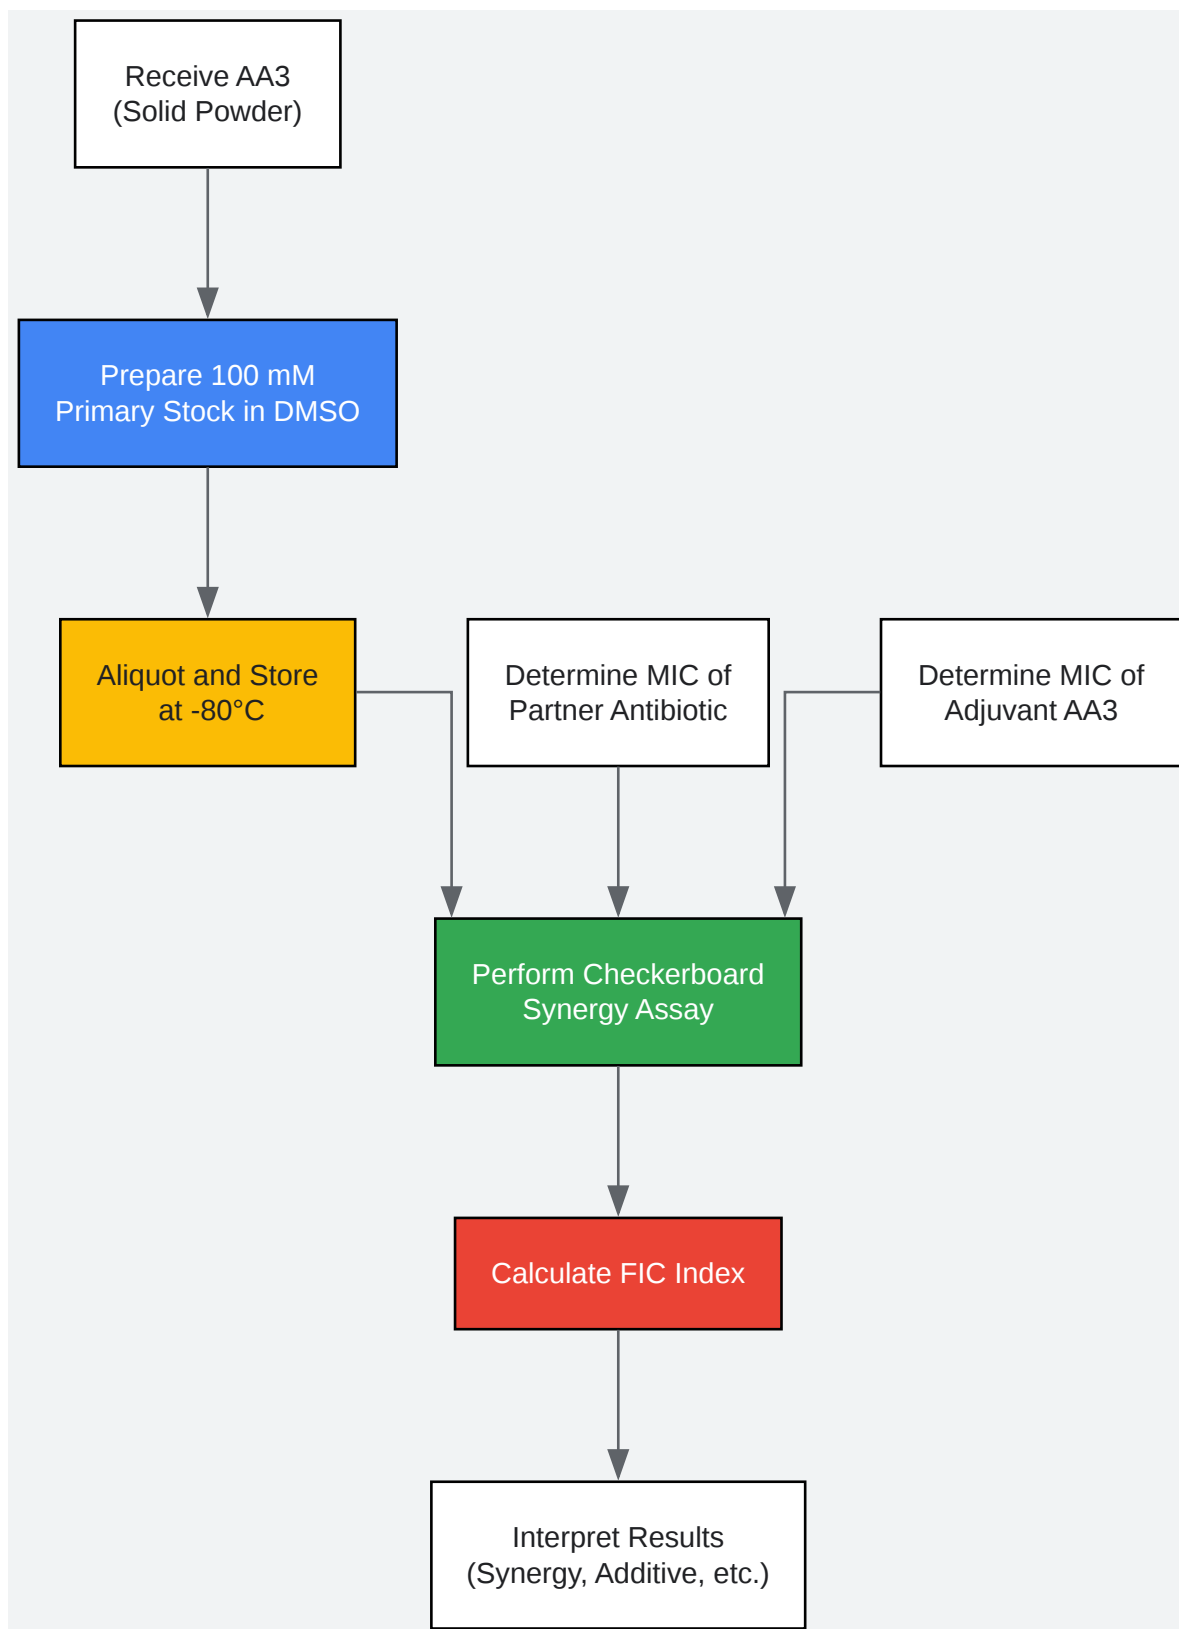 Receive AA3
(Solid Powder)
Prepare 100 mM
Primary Stock in DMSO
Aliquot and Store
at -80°C
Determine MIC of
Partner Antibiotic
Determine MIC of
Adjuvant AA3
Perform Checkerboard
Synergy Assay
Calculate FIC Index
Interpret Results
(Synergy, Additive, etc.)